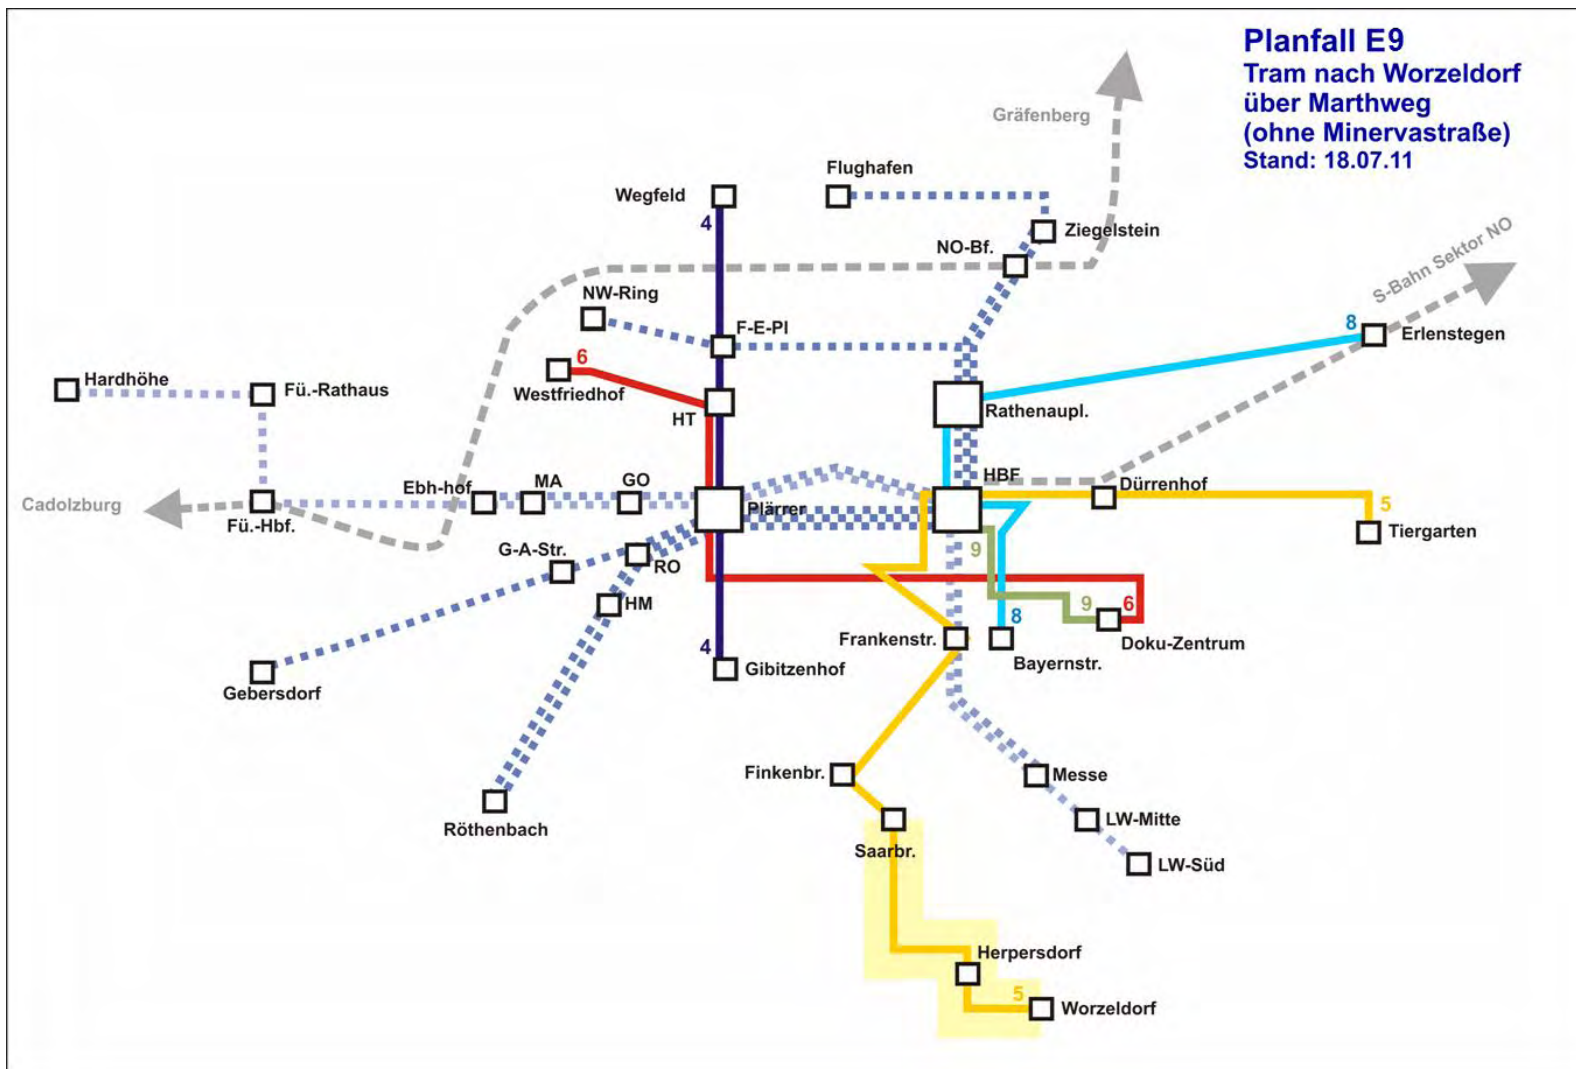 Planfall E9
Tram nach Worzeldorf
über Marthweg
(ohne Minervastraße)
Stand: 18.07.11
Gräfenberg
Flughafen
Wegfeld
4
Ziegelstein
NO-Bf.
S-Bahn Sektor NO
NW-Ring
F-E-Pl
8
Erlenstegen
6
Westfriedhof
Hardhöhe
Fü.-Rathaus
HT
Rathenaupl.
HBF
Ebh-hof
MA
GO
Dürrenhof
Cadolzburg
Fü.-Hbf.
Plärrer
5
Tiergarten
G-A-Str.
RO
9
HM
9
6
8
Frankenstr.
Bayernstr.
Doku-Zentrum
4
Gibitzenhof
Gebersdorf
Finkenbr.
Messe
Röthenbach
LW-Mitte
Saarbr.
LW-Süd
Herpersdorf
5
Worzeldorf